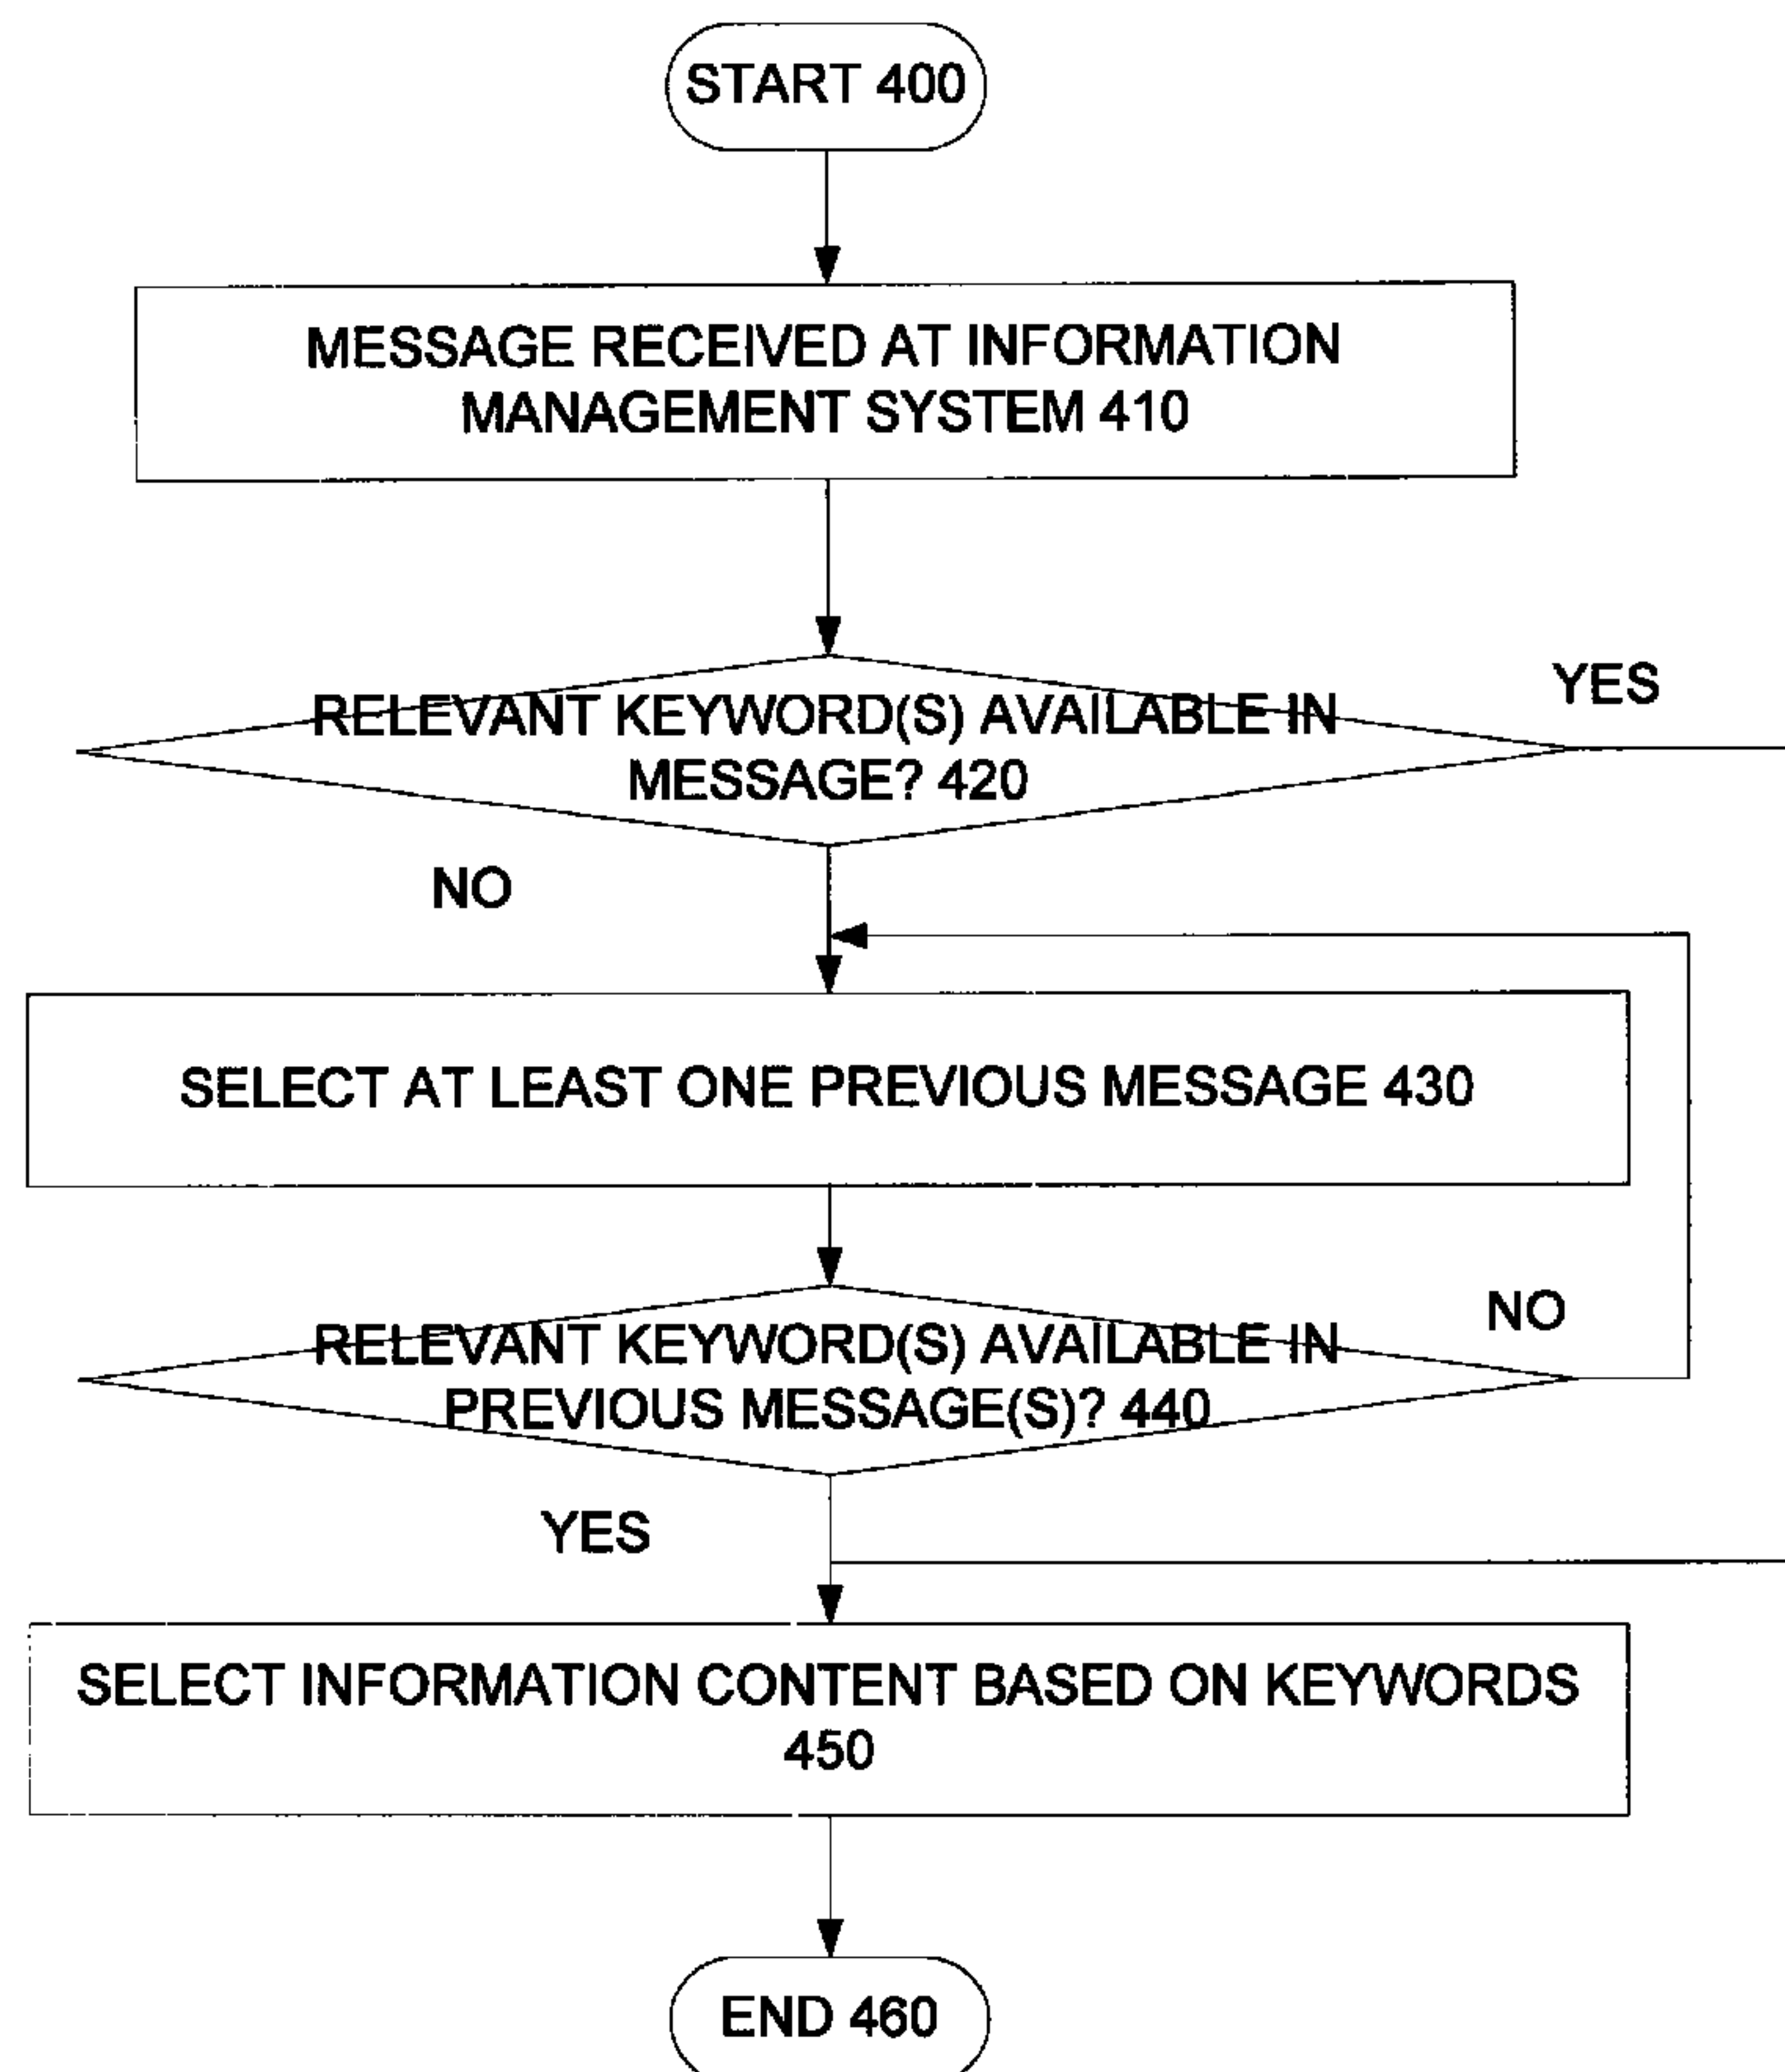 START 400
MESSAGE RECEIVED AT INFORMATION
MANAGEMENT SYSTEM 410
RELEVANT KEYWORD(S) AVAILABLE IN
MESSAGE? 420
YES
NO
SELECT AT LEAST ONE PREVIOUS MESSAGE 430
RELEVANT KEYWORD(S) AVAILABLE IN
PREVIOUS MESSAGE(S)? 440
NO
YES
SELECT INFORMATION CONTENT BASED ON KEYWORDS
450
END 460